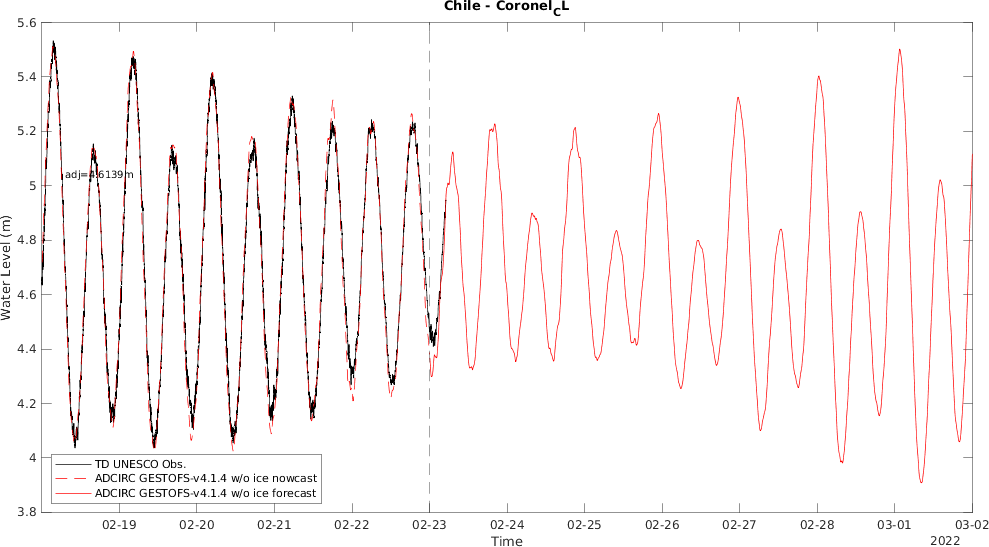 Chile - Coronel_CL
5.6
5.4
5.2
5
4.8
4.6
4.4
4.2
4
3.8
Water Level (m)
adj=4.6139m
TD UNESCO Obs.
ADCIRC GESTOFS-v4.1.4 w/o ice nowcast
ADCIRC GESTOFS-v4.1.4 w/o ice forecast
02-19 02-20 02-21 02-22 02-23 02-24 02-25 02-26 02-27 02-28 03-01 03-02
Time
2022